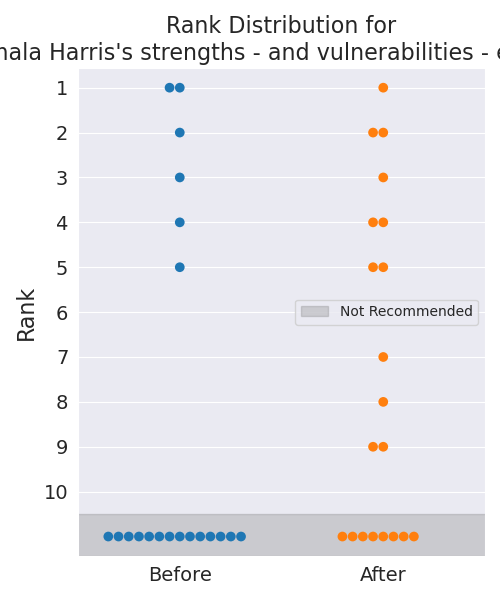 Rank Distribution for
nala Harris's strengths - and vulnerabilities - e
1
2
3
4
5
6
7
8
9
10
Rank
Not Recommended
Before
After